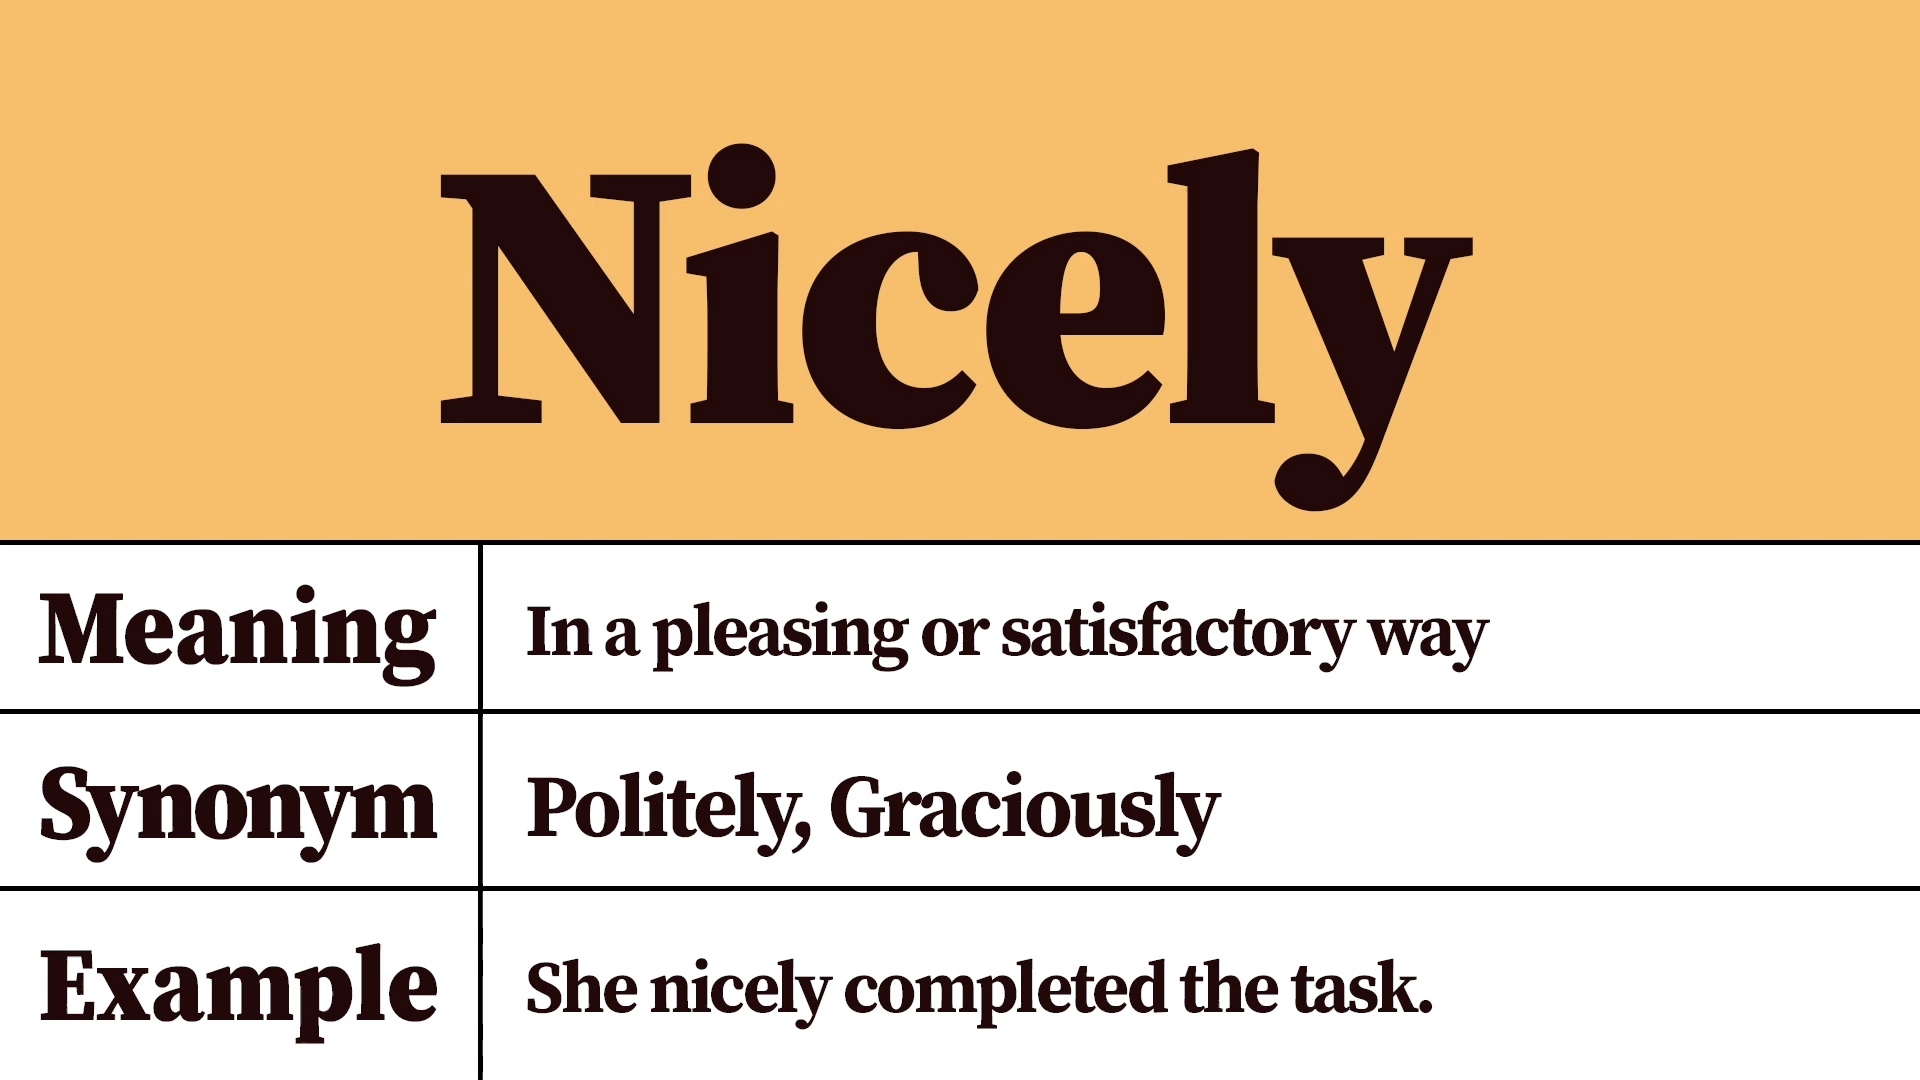 Nicely
Meaning
In a pleasing or satisfactory way
Synonym
Politely, Graciously
Example
She nicely completed the task.